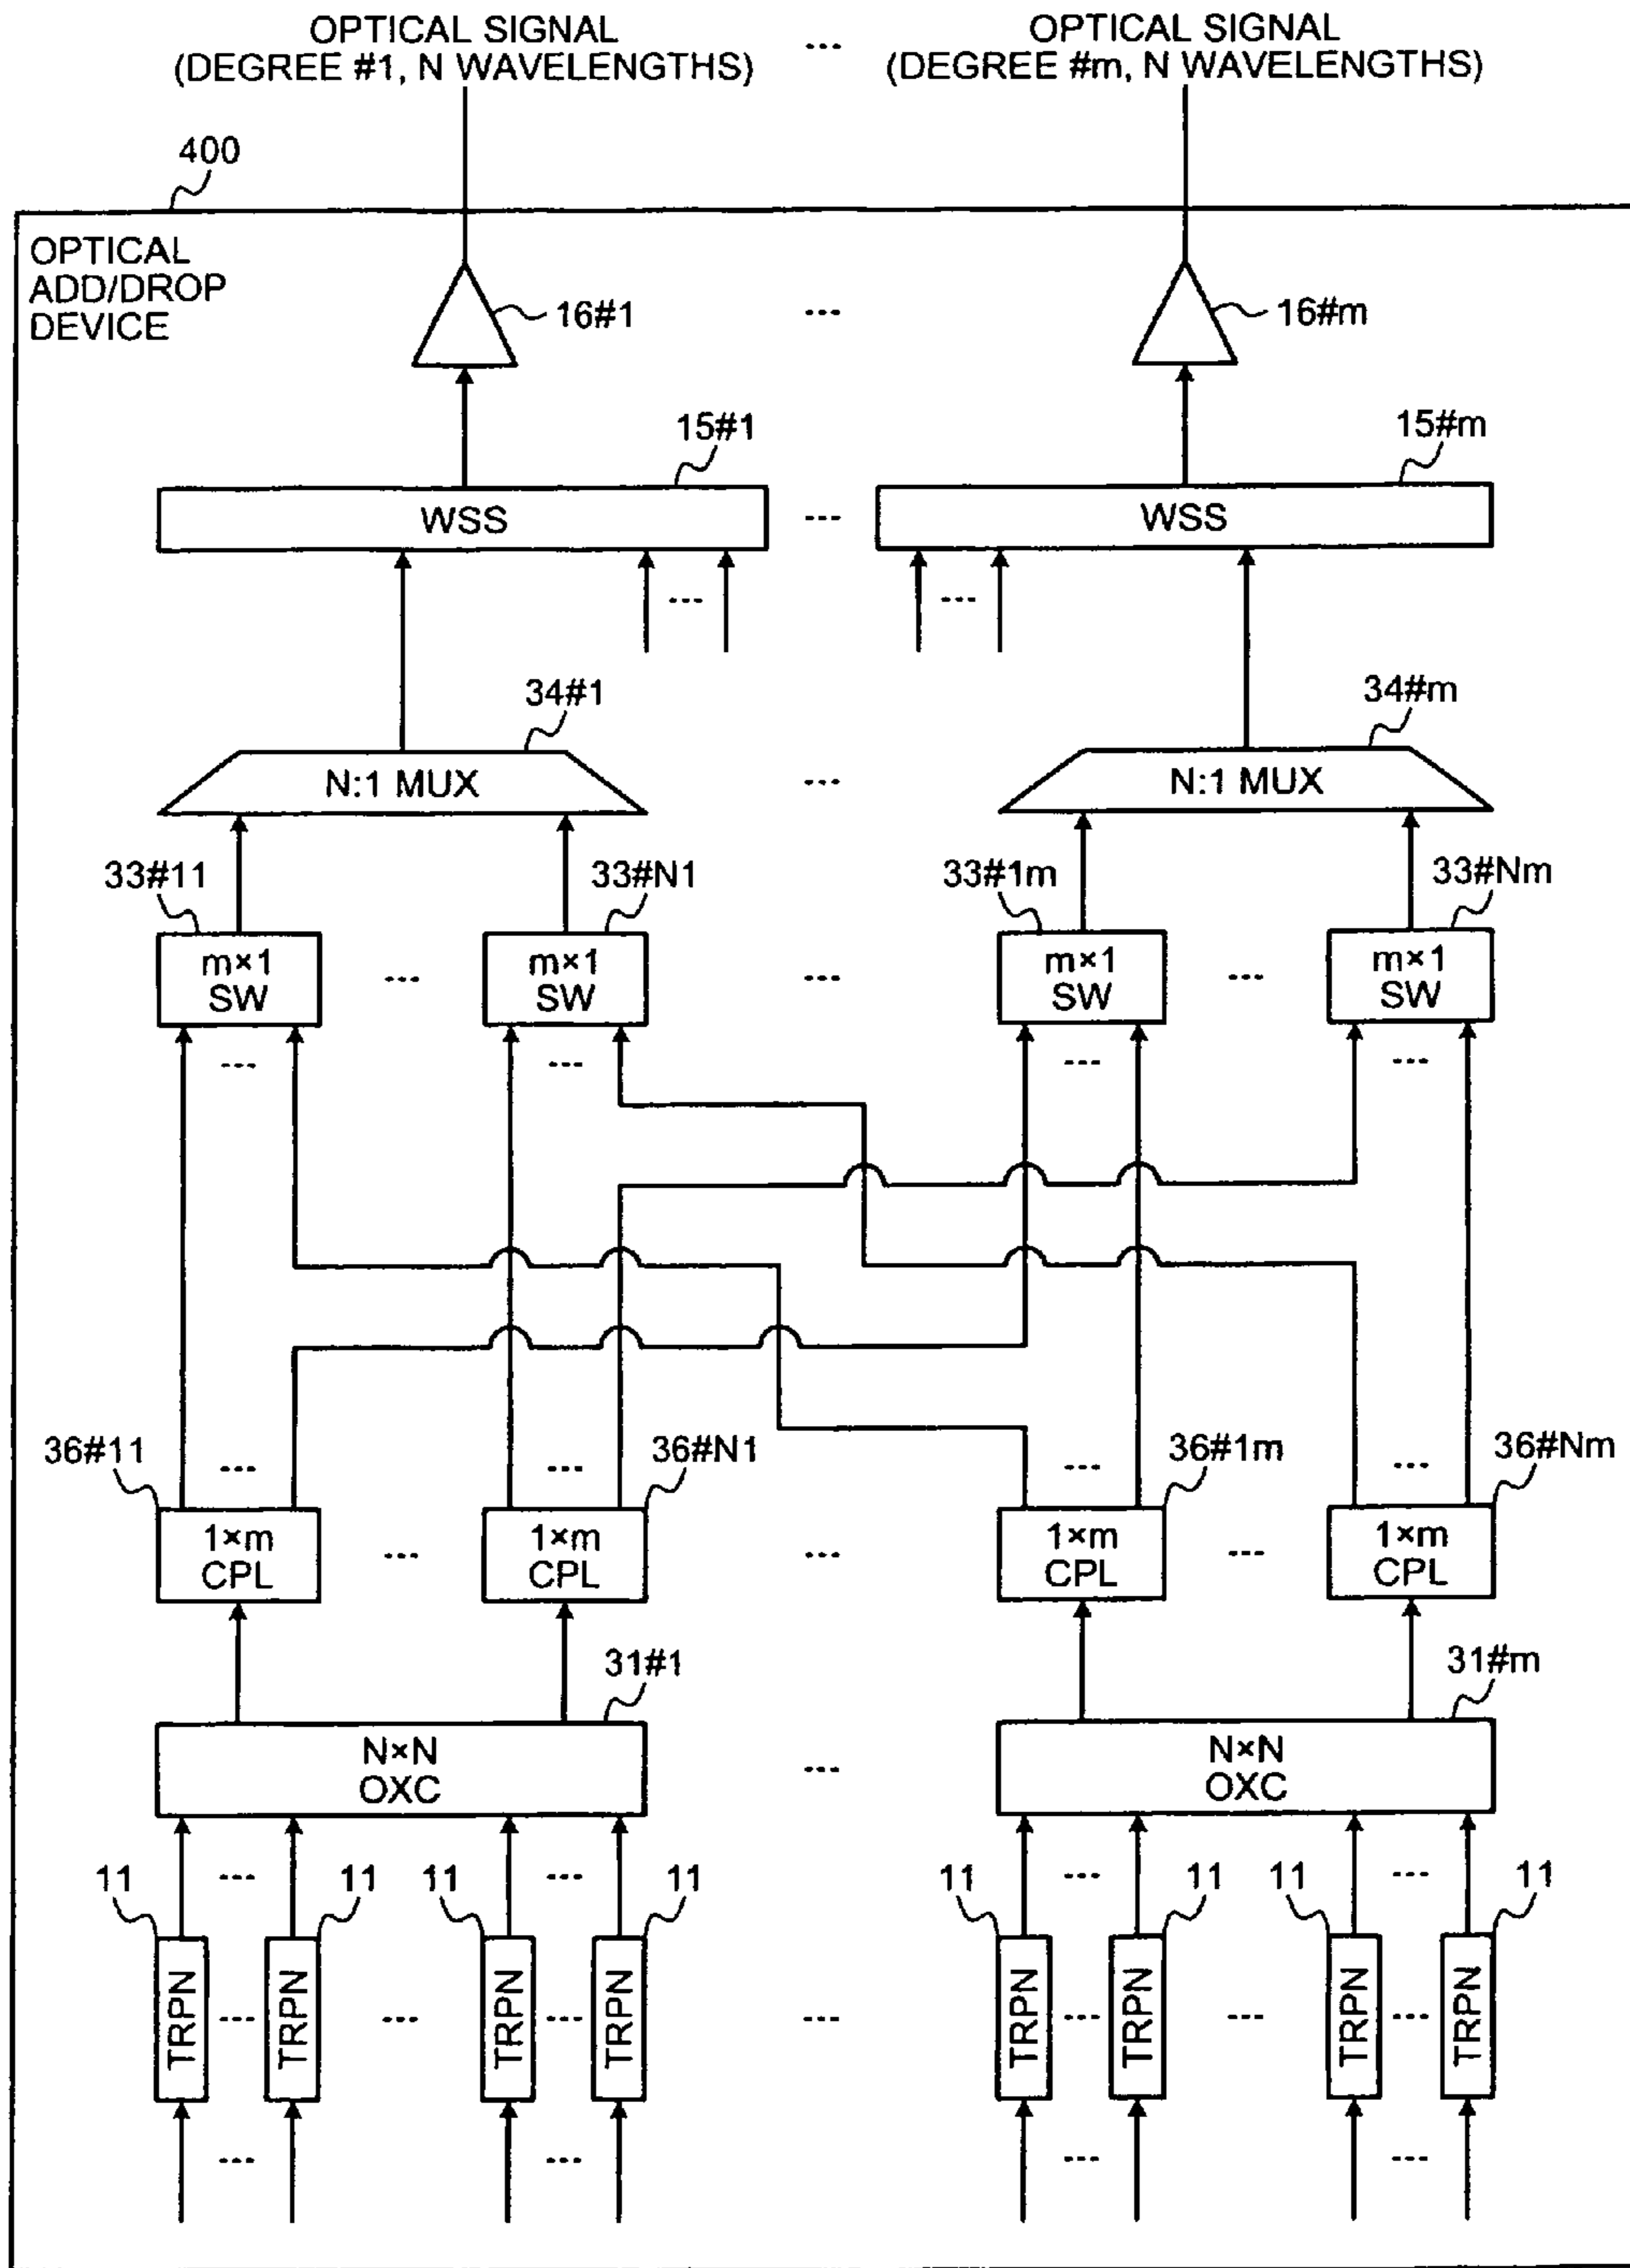 OPTICAL SIGNAL
(DEGREE #1, N WAVELENGTHS)
...
OPTICAL SIGNAL
(DEGREE #m, N WAVELENGTHS)
400
OPTICAL
ADD/DROP
DEVICE
16#1
...
16#m
15#1
15#m
WSS
...
WSS
...
...
34#1
34#m
N:1 MUX
...
N:1 MUX
33#11
33#N1
33#1m
33#Nm
m×1
SW
...
m×1
SW
...
m×1
SW
...
m×1
SW
...
...
...
...
36#11
...
...
36#N1
...
36#1m
...
36#Nm
1×m
CPL
...
1×m
CPL
...
1×m
CPL
...
1×m
CPL
31#1
31#m
N×N
OXC
...
N×N
OXC
11
...
11
11
...
11
11
...
11
11
...
11
TRPN
...
TRPN
...
TRPN
...
TRPN
...
TRPN
...
TRPN
...
TRPN
...
TRPN
...
...
...
...